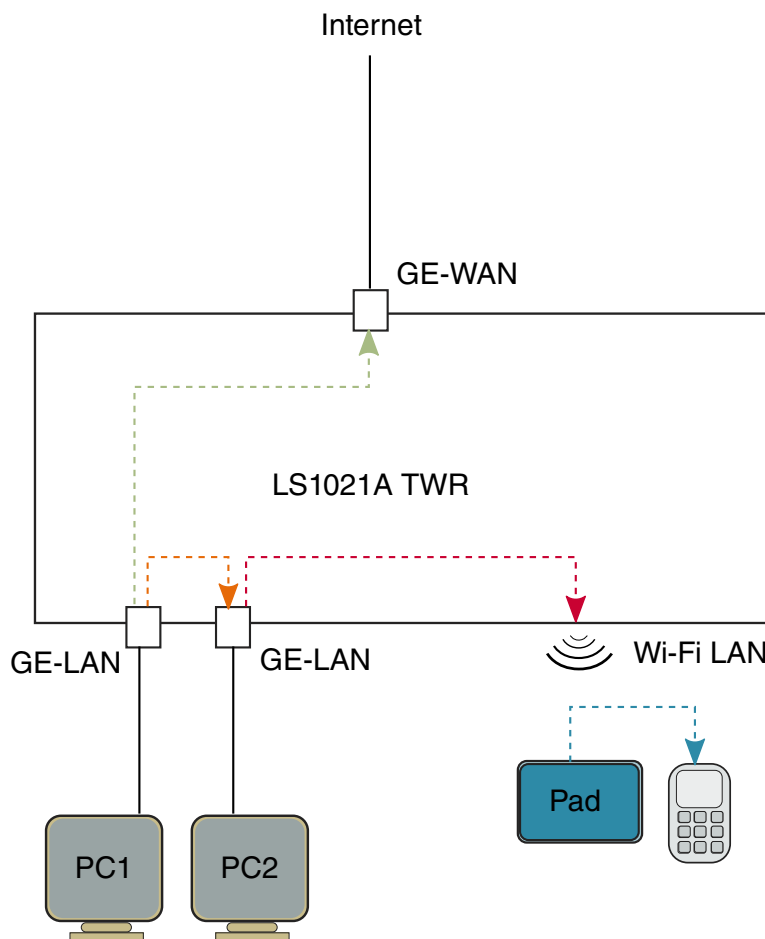 Internet
GE-WAN
LS1021A TWR
GE-LAN
GE-LAN
Wi-Fi LAN
Pad
PC1
PC2